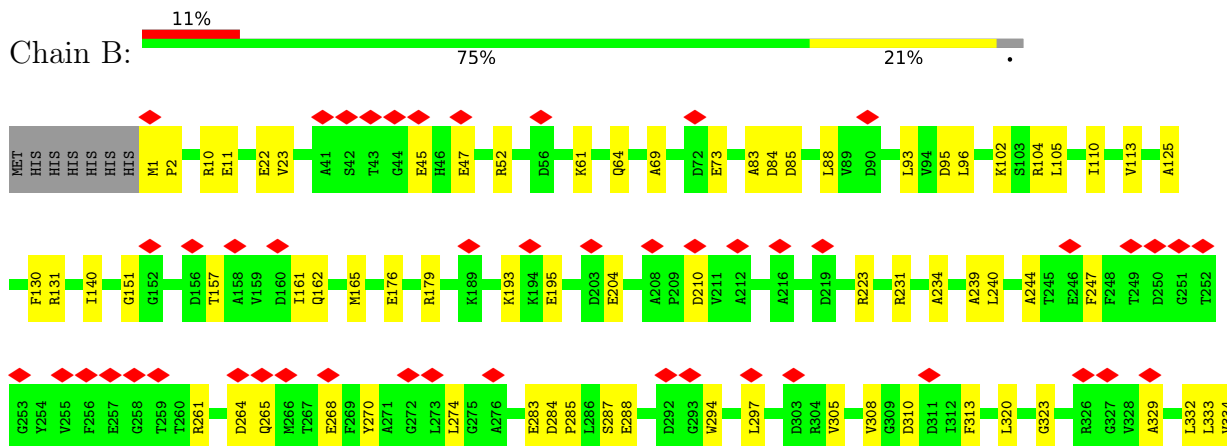 11%
Chain B:
75% 21% •
MET HIS HIS HIS HIS HIS HIS M1 P2 R10 E11 E22 V23 A41 S42 T43 G44 E45 H46 E47 R52 D56 K61 Q64 A69 D72 E73 A83 D84 D85 L88 V89 D90 L93 V94 D95 L96 K102 S103 R104 L105 I110 V113 A125
F130 R131 I140 G151 G152 D156 T157 A158 V159 D160 I161 Q162 M165 E176 R179 K189 K193 K194 E195 D203 E204 A208 P209 D210 V211 A212 A216 D219 R223 R231 A234 A239 L240 A244 T245 E246 F247 F248 T249 D250 G251 T252
G253 Y254 V255 F256 E257 G258 T259 T260 R261 D264 Q265 M266 T267 E268 F269 Y270 A271 G272 L273 L274 G275 A276 E283 D284 P285 L286 S287 E288 D292 G293 W294 L297 D303 R304 V305 V308 G309 D310 D311 I312 F313 L320 G323 R326 G327 V328 A329 L332 L333